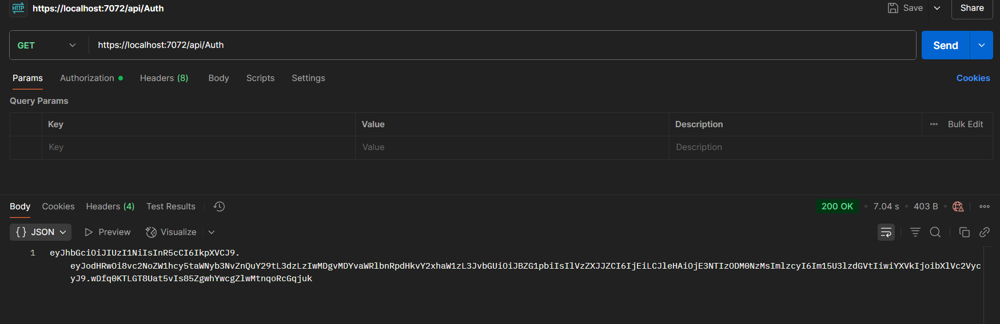 HTTP https://localhost:7072/api/Auth Save Share
GET https://localhost:7072/api/Auth Send
Params Authorization Headers (8) Body Scripts Settings Cookies
Query Params
Key Value Description Bulk Edit
Key Value Description
Body Cookies Headers (4) Test Results 200 OK • 7.04 s • 403 B
{} JSON Preview Visualize
1 eyJhbGciOiJIUzI1NiIsInR5cCI6IkpXVCJ9.
eyJodHRwOi8vc2NoZW1hcy5taWNyb3NvZnQuY29tL3dzLzIwMDgvMDYvaWRlbnRpdHkvY2xhaW1zL3JvbGUiOiJBZG1pbiIsIlVzZXJJZCI6IjEiLCJleHAiOjE3NTIzODM0NzMsImlzcyI6Im15U3lzdGVtIiwiYXVkIjoibXlVc2Vyc
yJ9.wDfq0KTLGT8Uat5vIs85ZgwhYwcgZlwMtnqoRcGqjuk